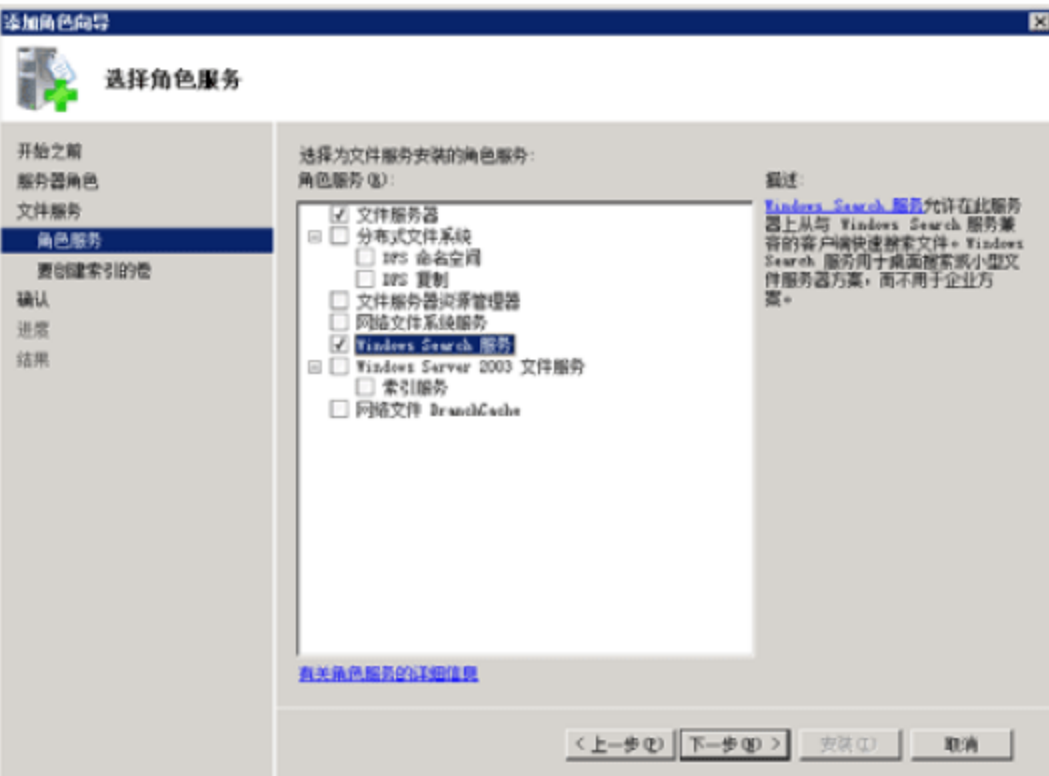 添加角色向导
选择角色服务
开始之前
服务器角色
文件服务
角色服务
要创建索引的卷
确认
进度
结果
选择为文件服务安装的角色服务:
角色服务(R):
文件服务器
分布式文件系统
DFS 命名空间
DFS 复制
文件服务器资源管理器
网络文件系统服务
Windows Search 服务
Windows Server 2003 文件服务
索引服务
网络文件 BranchCache
有关角色服务的详细信息
描述:
Windows Search 服务允许在此服务
器上从与 Windows Search 服务兼
容的客户端快速搜索文件。Windows
Search 服务用于桌面搜索或小型文
件服务器方案，而不用于企业方
案。
< 上一步(P)
下一步(N) >
安装(I)
取消